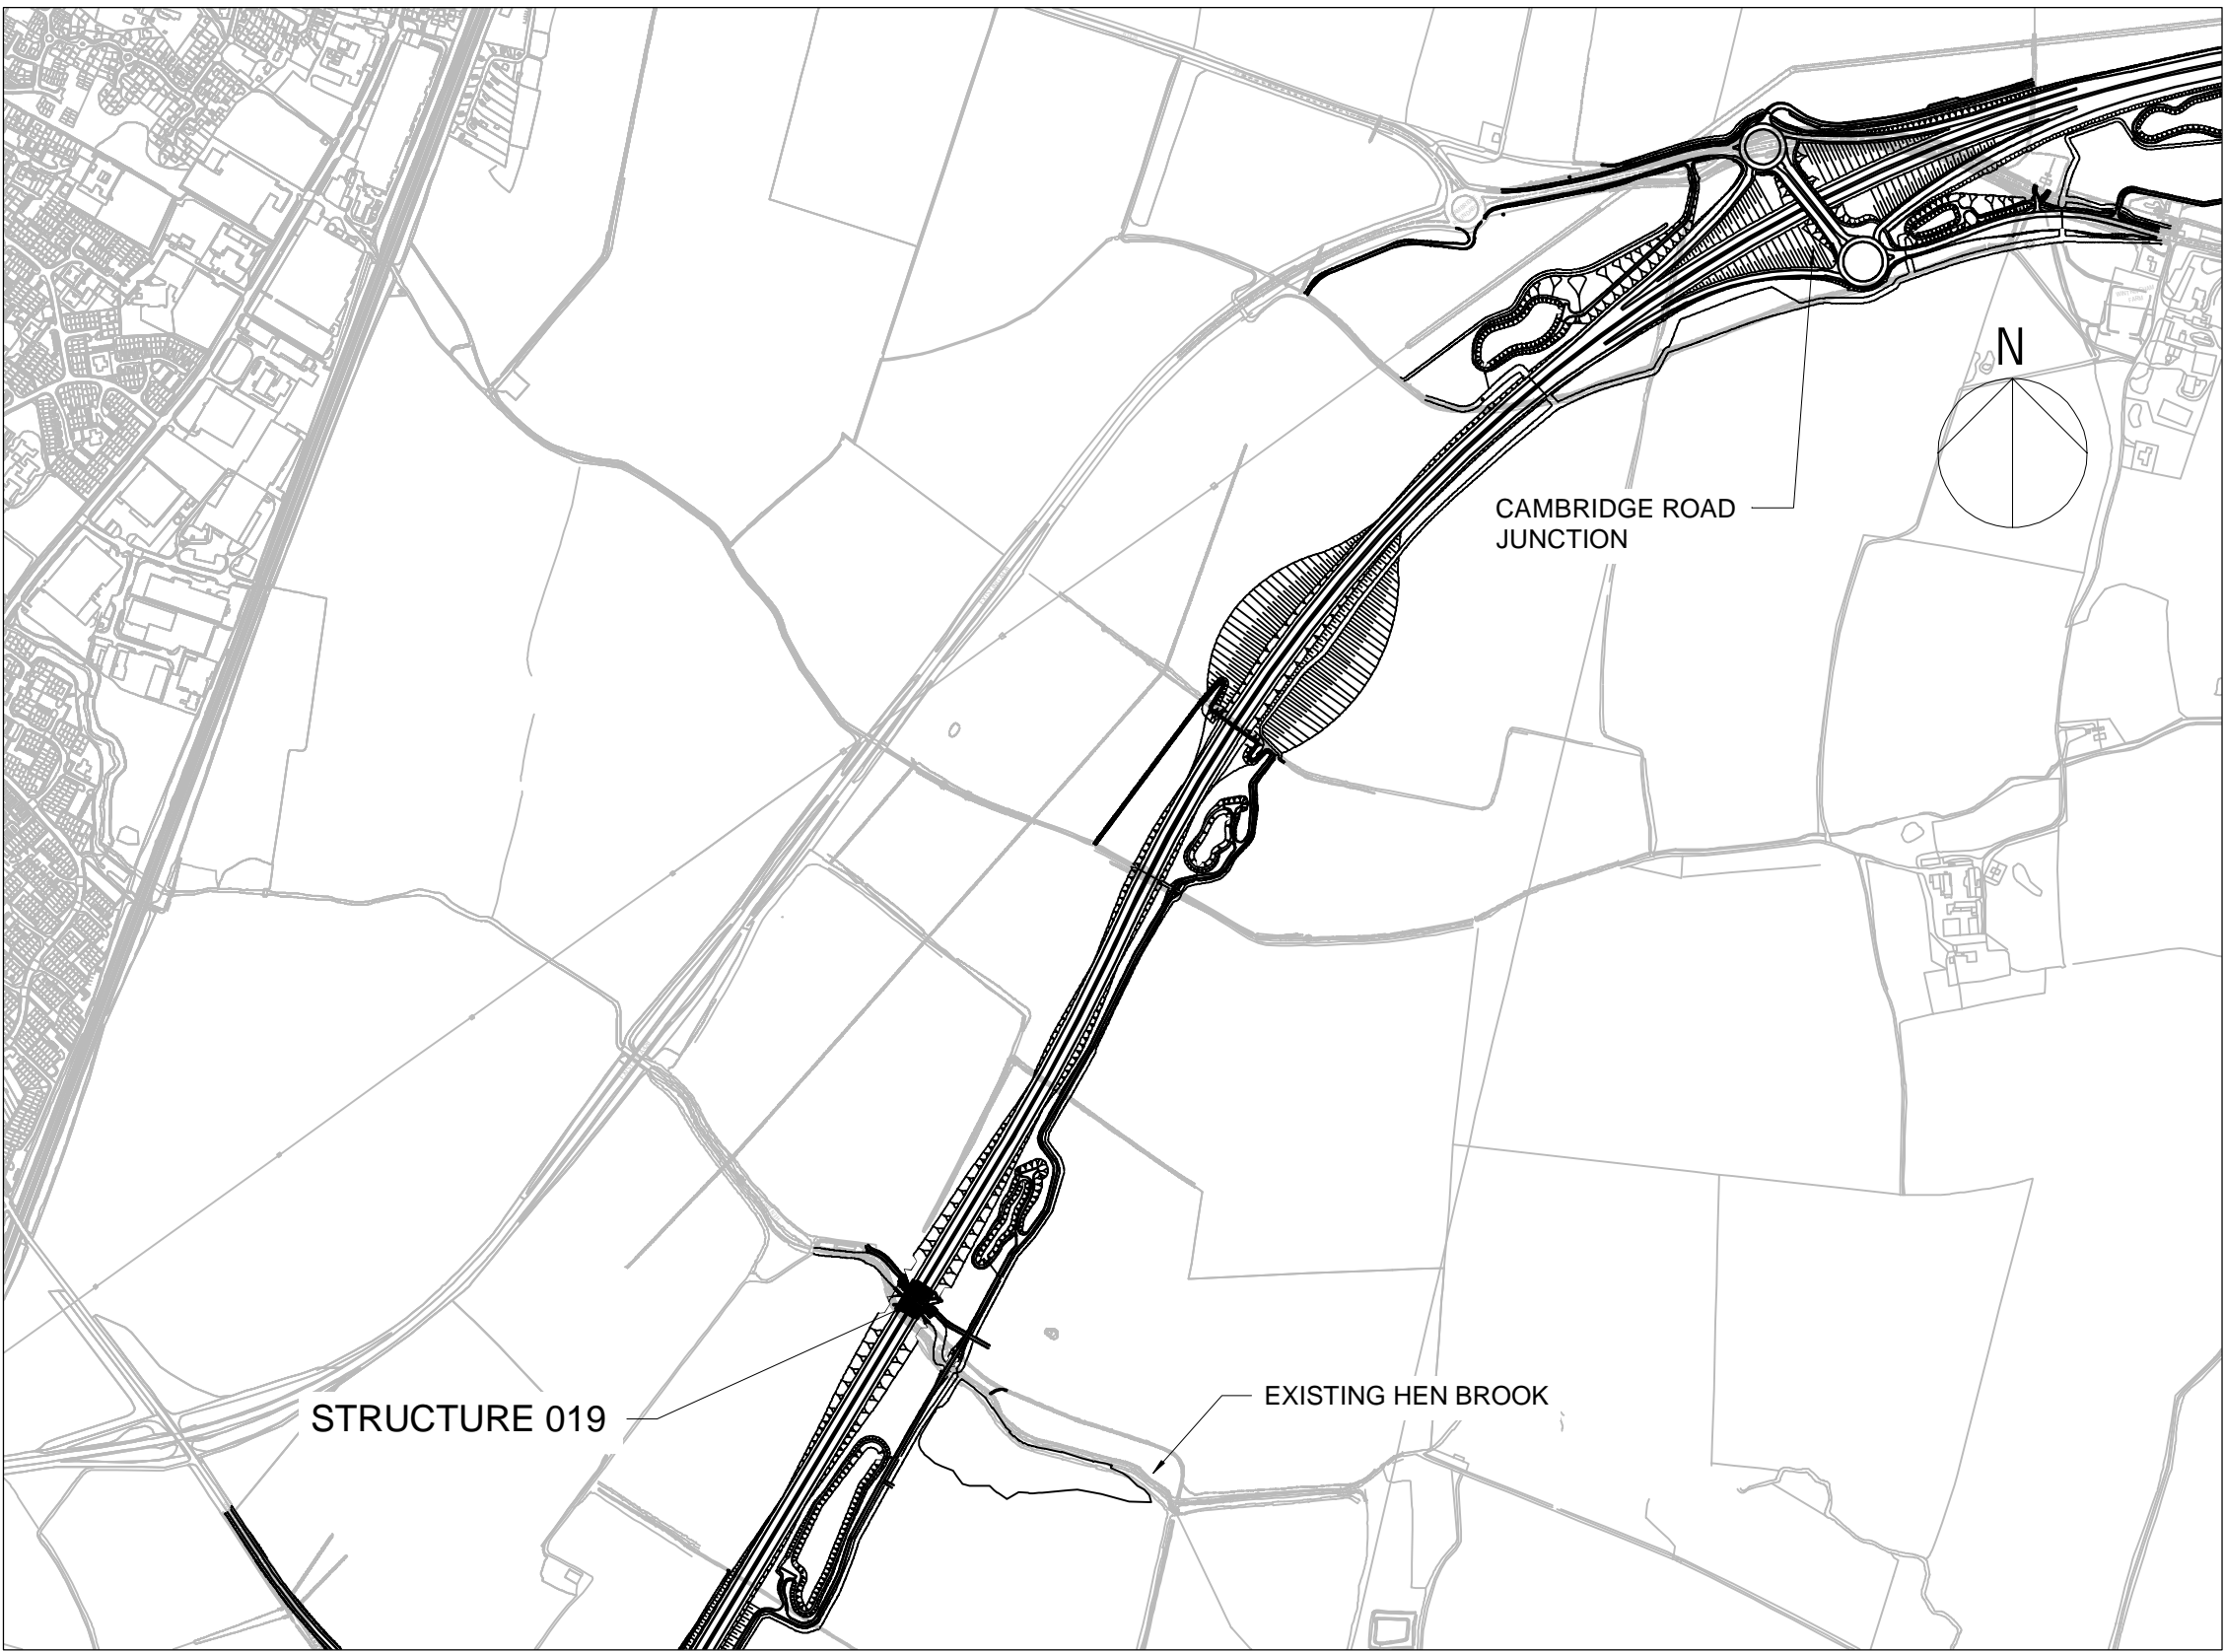 N
CAMBRIDGE ROAD
JUNCTION
EXISTING HEN BROOK
STRUCTURE 019